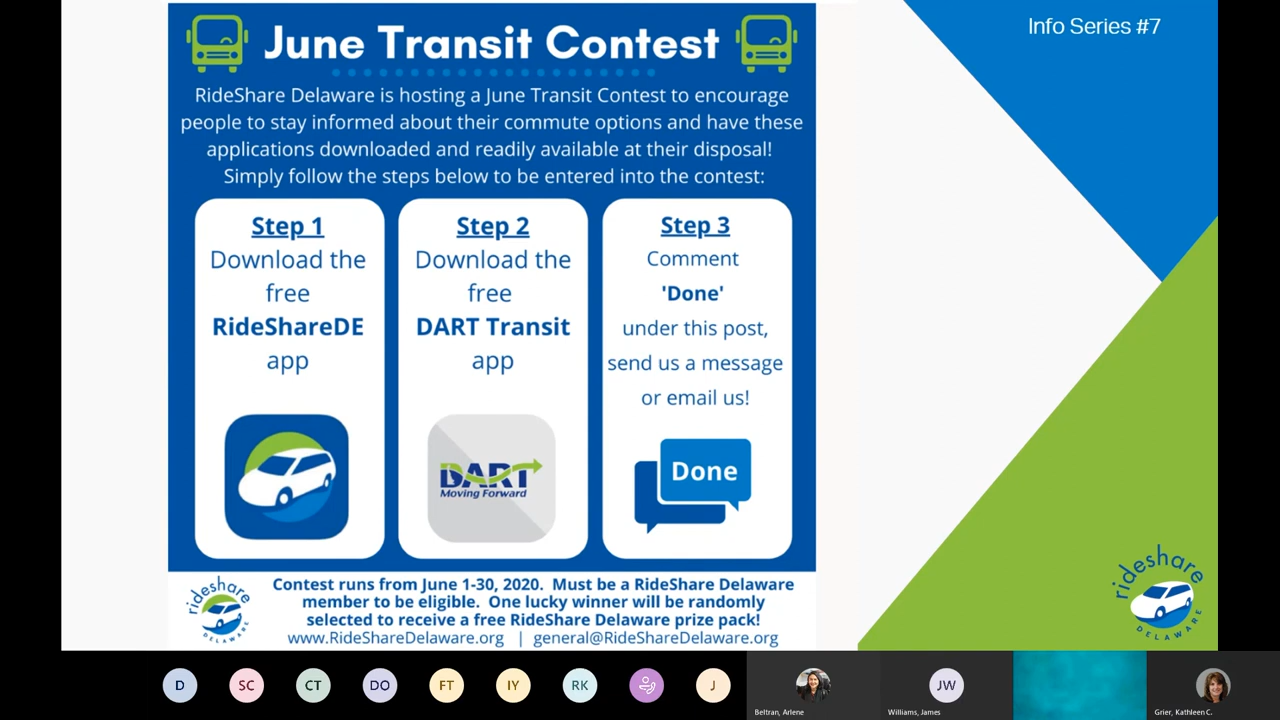 Info Series #7
June Transit Contest
RideShare Delaware is hosting a June Transit Contest to encourage
people to stay informed about their commute options and have these
applications downloaded and readily available at their disposal!
Simply follow the steps below to be entered into the contest:
Step 1
Download the
free
RideShareDE
app
Step 2
Download the
free
DART Transit
app
DART
Moving Forward
Step 3
Comment
'Done'
under this post,
send us a message
or email us!
Done
rideshare
DELAWARE
Contest runs from June 1-30, 2020. Must be a RideShare Delaware
member to be eligible. One lucky winner will be randomly
selected to receive a free RideShare Delaware prize pack!
www.RideShareDelaware.org | general@RideShareDelaware.org
rideshare
DELAWARE
D
SC
CT
DO
FT
IY
RK
J
Beltran, Arlene
JW
Williams, James
Grier, Kathleen C.